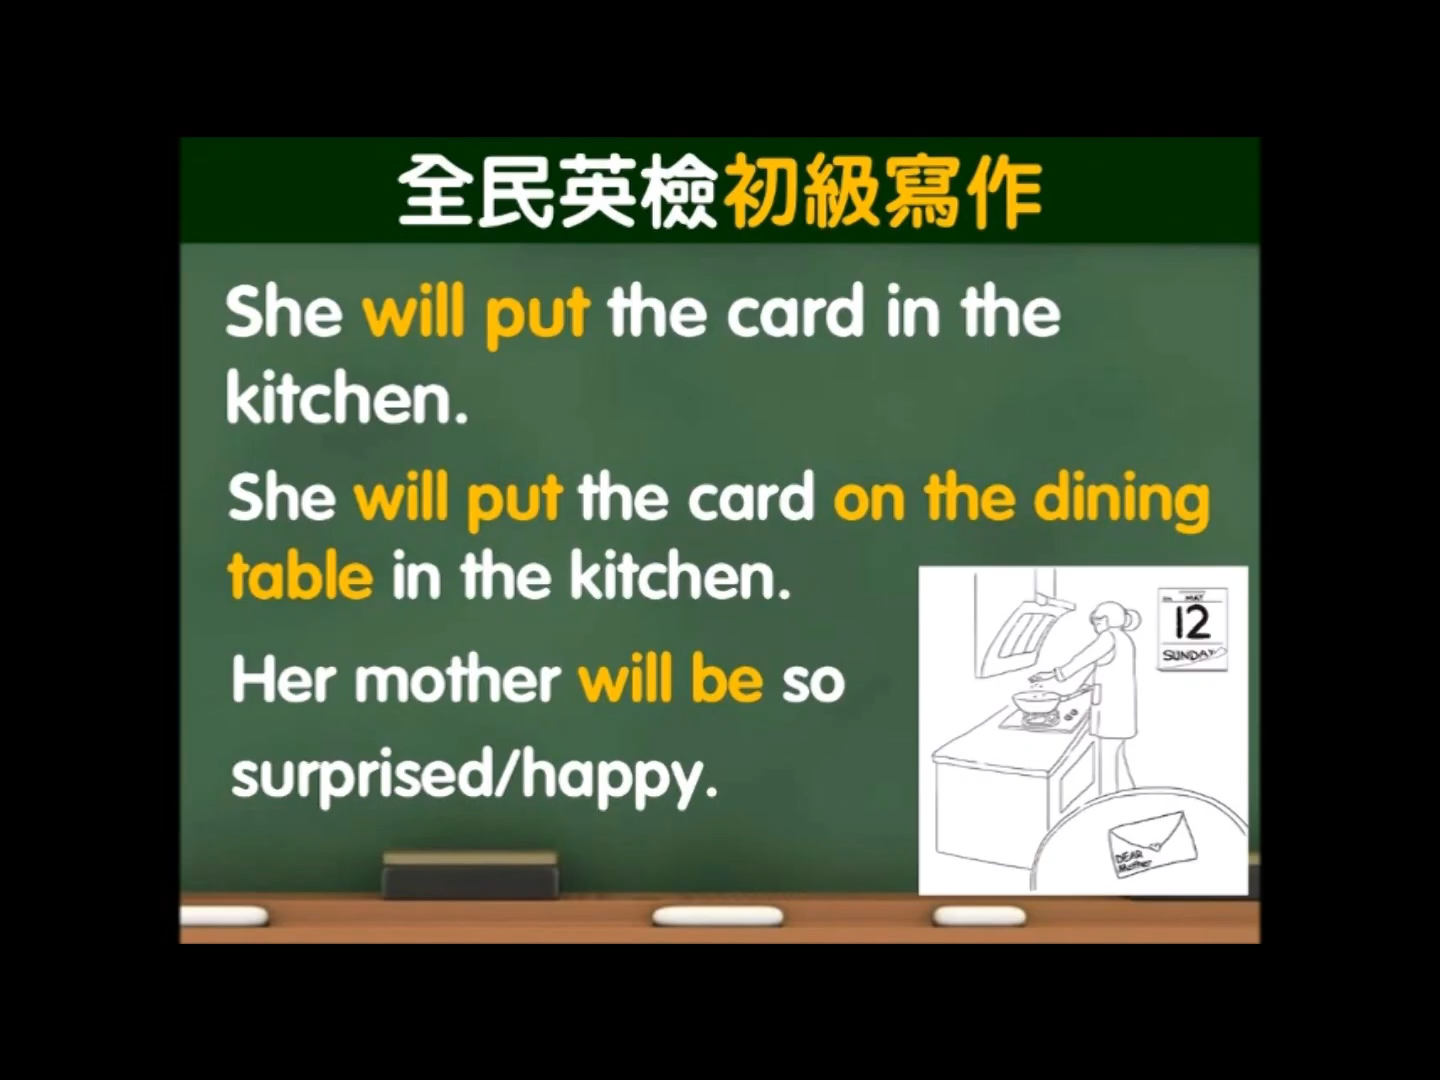 全民英檢初級寫作
She will put the card in the
kitchen.
She will put the card on the dining
table in the kitchen.
Her mother will be so
surprised/happy.
MAY
12
SUNDAY
DEAR
Mother